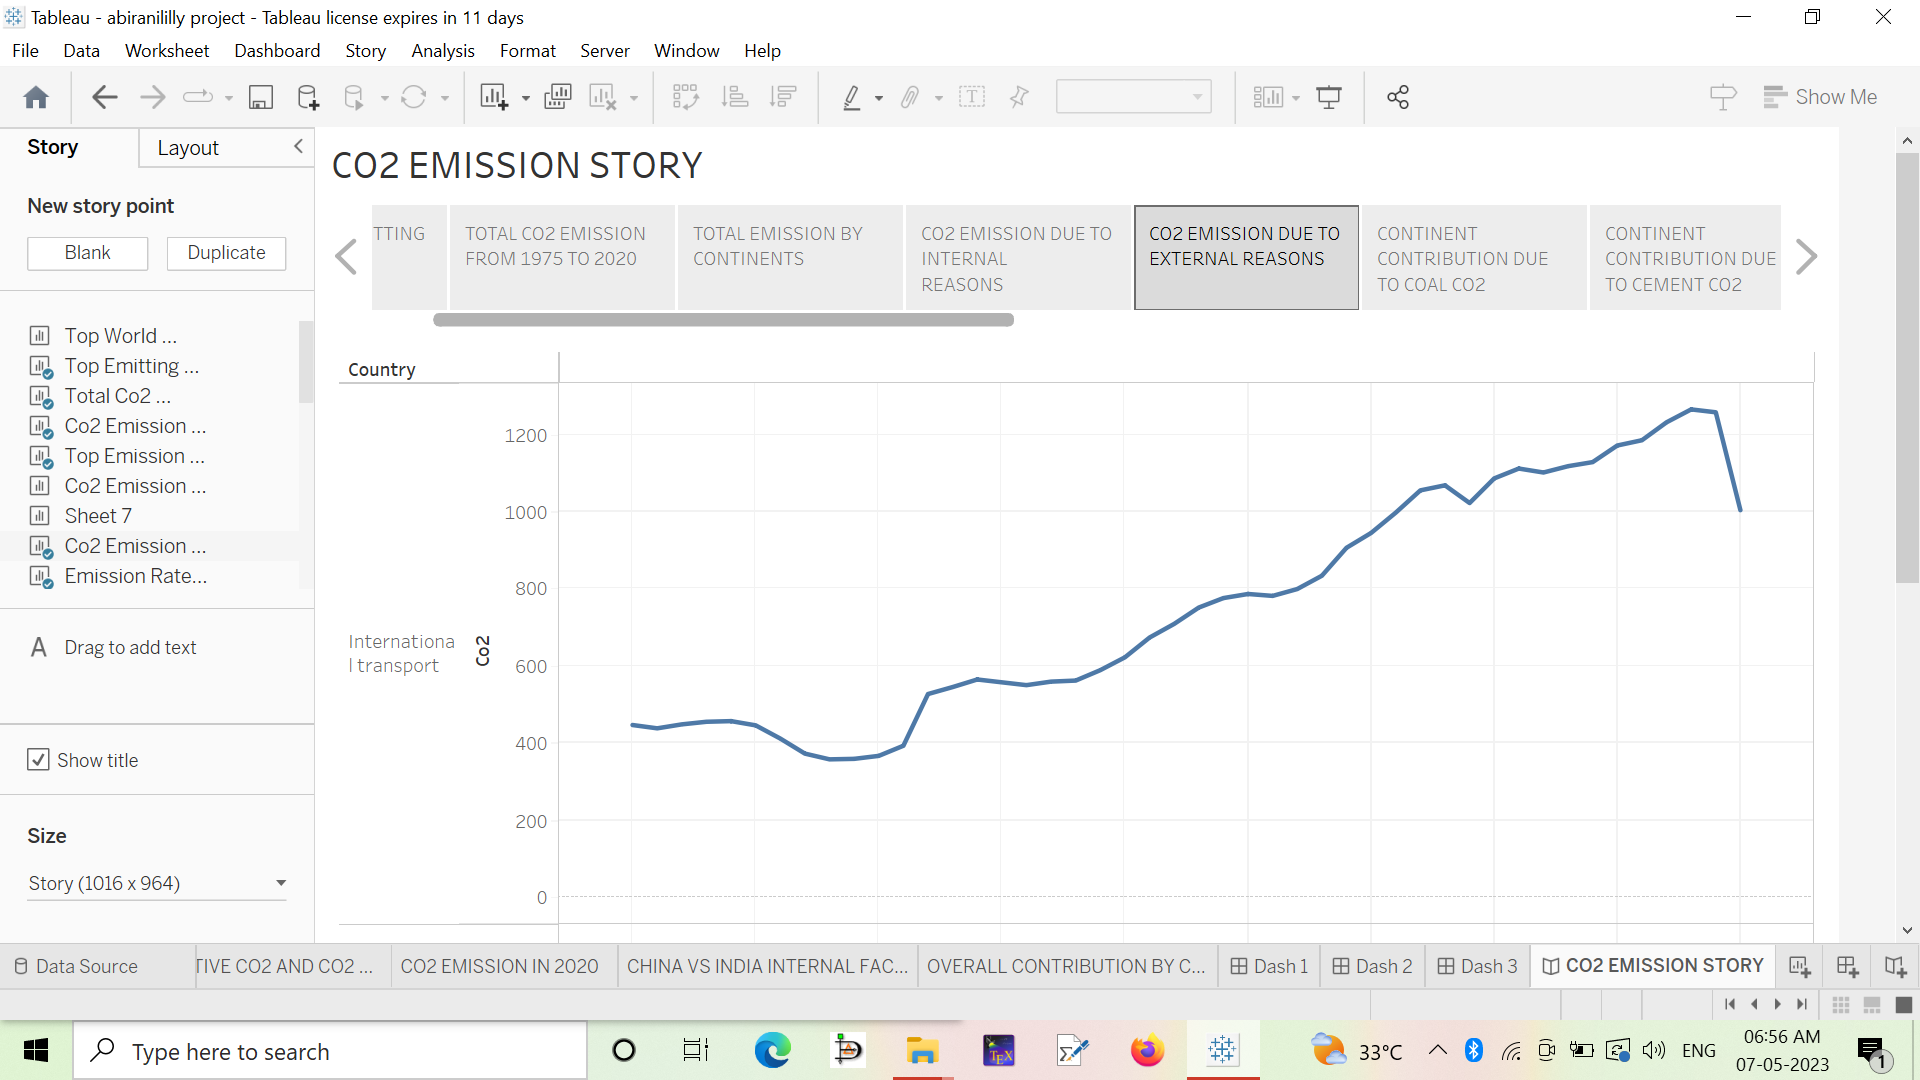 Tableau - abiranililly project - Tableau license expires in 11 days
File Data Worksheet Dashboard Story Analysis Format Server Window Help
Show Me
Story Layout
New story point
Blank Duplicate
Top World ...
Top Emitting ...
Total Co2 ...
Co2 Emission ...
Top Emission ...
Co2 Emission ...
Sheet 7
Co2 Emission ...
Emission Rate...
A Drag to add text
Show title
Size
Story (1016 x 964)
CO2 EMISSION STORY
TTING
TOTAL CO2 EMISSION
FROM 1975 TO 2020
TOTAL EMISSION BY
CONTINENTS
CO2 EMISSION DUE TO
INTERNAL
REASONS
CO2 EMISSION DUE TO
EXTERNAL REASONS
CONTINENT
CONTRIBUTION DUE
TO COAL CO2
CONTINENT
CONTRIBUTION DUE
TO CEMENT CO2
Country
1200
1000
800
600
400
200
0
Internationa
l transport
Co2
Data Source TIVE CO2 AND CO2 ... CO2 EMISSION IN 2020 CHINA VS INDIA INTERNAL FAC... OVERALL CONTRIBUTION BY C... Dash 1 Dash 2 Dash 3 CO2 EMISSION STORY
Type here to search
TEX
33°C
ENG
06:56 AM
07-05-2023
1